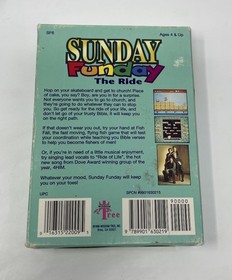 SFE
Ages 4 & Up
SUNDAY
Funday
The Ride
Hop on your skateboard and get to church! Piece
of cake, you say? Boy, are you in for a surprise.
Not everyone wants you to go to church, and
they're going to do whatever they can to stop
you. So get ready for the ride of your life, and
don't let go of your trusty Bible, it will keep you
on the right path.
If that doesn't wear you out, try your hand at Fish
Fall, the fast moving, flying fish game that will test
your coordination while teaching you Bible verses
to help you become fishers of men!
Or, if you're in need of a little musical enjoyment,
try singing lead vocals to "Ride of Life", the hit
song from new Dove Award winning group of the
year, 4HIM.
Whatever your mood, Sunday Funday will keep
you on your toes!
UPC
Tree
90000